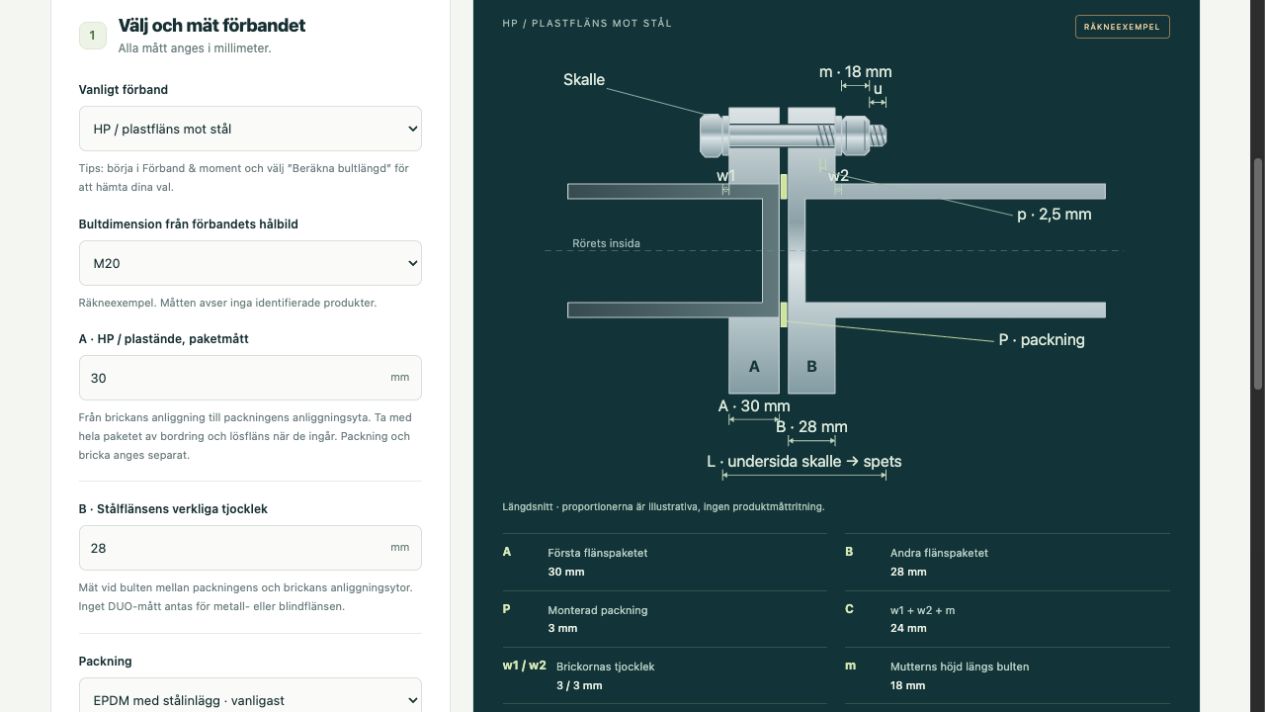 1
Välj och mät förbandet
Alla mått anges i millimeter.
Vanligt förband
HP / plastfläns mot stål
Tips: börja i Förband & moment och välj "Beräkna bultlängd" för
att hämta dina val.
Bultdimension från förbandets hålbild
M20
Räkneexempel. Måtten avser inga identifierade produkter.
A · HP / plastände, paketmått
30 mm
Från brickans anliggning till packningens anliggningsyta. Ta med
hela paketet av bordring och lösfläns när de ingår. Packning och
bricka anges separat.
B · Stålflänsens verkliga tjocklek
28 mm
Mät vid bulten mellan packningens och brickans anliggningsytor.
Inget DUO-mått antas för metall- eller blindflänsen.
Packning
EPDM med stålinlägg · vanligast
HP / PLASTFLÄNS MOT STÅL
RÄKNEEXEMPEL
Skalle
m · 18 mm
u
w1
w2
p · 2,5 mm
Rörets insida
P · packning
A
B
A · 30 mm
B · 28 mm
L · undersida skalle → spets
Längdsnitt · proportionerna är illustrativa, ingen produktmåttritning.
A Första flänspaketet
30 mm
B Andra flänspaketet
28 mm
P Monterad packning
3 mm
C w1 + w2 + m
24 mm
w1 / w2 Brickornas tjocklek
3 / 3 mm
m Mutterns höjd längs bulten
18 mm